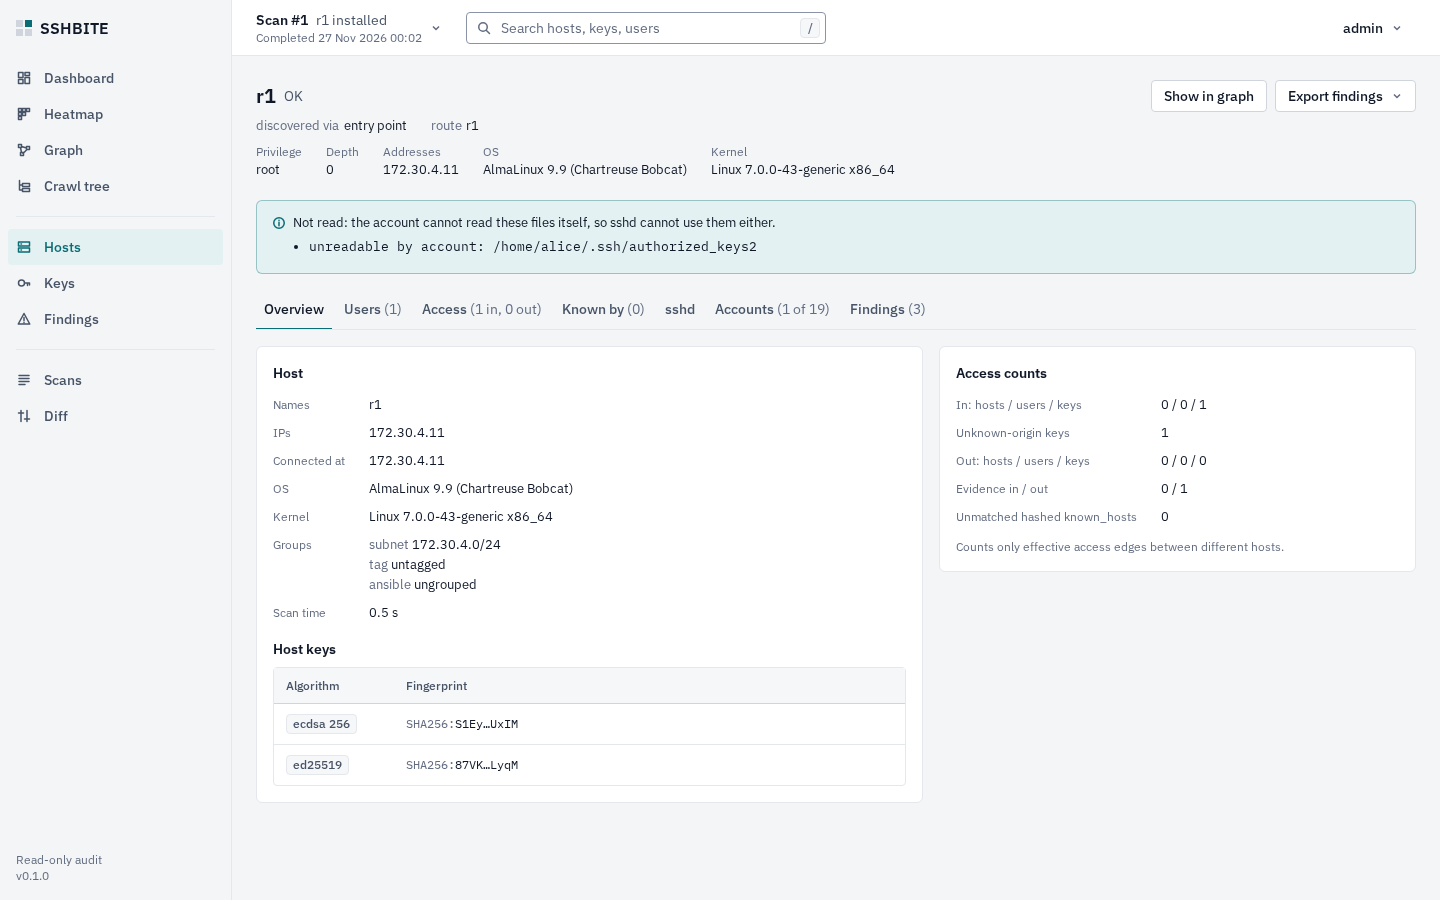 SSHBITE
Dashboard
Heatmap
Graph
Crawl tree
Hosts
Keys
Findings
Scans
Diff
Read-only audit
v0.1.0
Scan #1 r1 installed
Completed 27 Nov 2026 00:02
Search hosts, keys, users /
admin
r1 OK
Show in graph
Export findings
discovered via entry point route r1
Privilege Depth Addresses OS Kernel
root 0 172.30.4.11 AlmaLinux 9.9 (Chartreuse Bobcat) Linux 7.0.0-43-generic x86_64
Not read: the account cannot read these files itself, so sshd cannot use them either.
• unreadable by account: /home/alice/.ssh/authorized_keys2
Overview Users (1) Access (1 in, 0 out) Known by (0) sshd Accounts (1 of 19) Findings (3)
Host
Names r1
IPs 172.30.4.11
Connected at 172.30.4.11
OS AlmaLinux 9.9 (Chartreuse Bobcat)
Kernel Linux 7.0.0-43-generic x86_64
Groups subnet 172.30.4.0/24
tag untagged
ansible ungrouped
Scan time 0.5 s
Host keys
Algorithm Fingerprint
ecdsa 256 SHA256:S1Ey…UxIM
ed25519 SHA256:87VK…LyqM
Access counts
In: hosts / users / keys 0 / 0 / 1
Unknown-origin keys 1
Out: hosts / users / keys 0 / 0 / 0
Evidence in / out 0 / 1
Unmatched hashed known_hosts 0
Counts only effective access edges between different hosts.